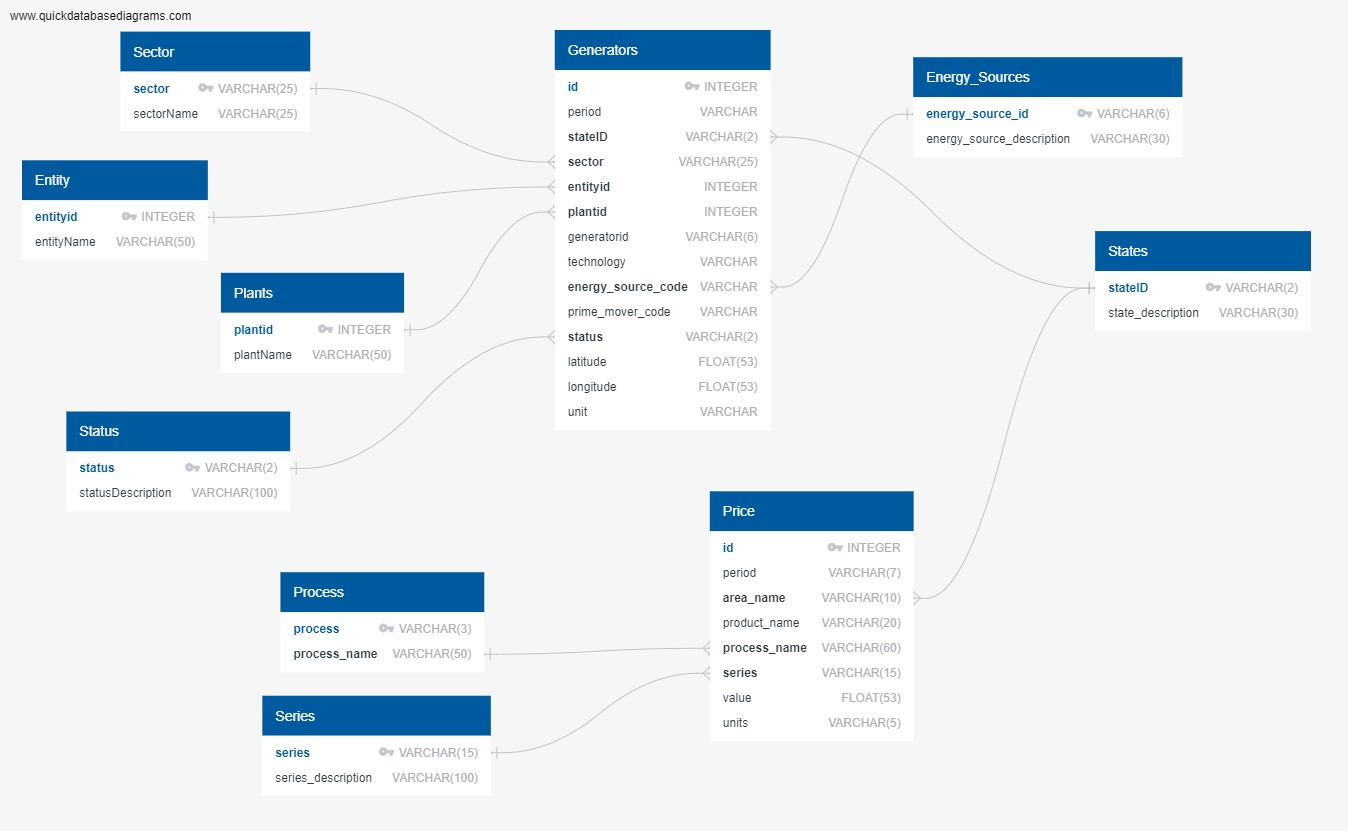 www.quickdatabasediagrams.com
Sector
sector VARCHAR(25)
sectorName VARCHAR(25)
Entity
entityid INTEGER
entityName VARCHAR(50)
Plants
plantid INTEGER
plantName VARCHAR(50)
Status
status VARCHAR(2)
statusDescription VARCHAR(100)
Process
process VARCHAR(3)
process_name VARCHAR(50)
Series
series VARCHAR(15)
series_description VARCHAR(100)
Generators
id INTEGER
period VARCHAR
stateID VARCHAR(2)
sector VARCHAR(25)
entityid INTEGER
plantid INTEGER
generatorid VARCHAR(6)
technology VARCHAR
energy_source_code VARCHAR
prime_mover_code VARCHAR
status VARCHAR(2)
latitude FLOAT(53)
longitude FLOAT(53)
unit VARCHAR
Price
id INTEGER
period VARCHAR(7)
area_name VARCHAR(10)
product_name VARCHAR(20)
process_name VARCHAR(60)
series VARCHAR(15)
value FLOAT(53)
units VARCHAR(5)
Energy_Sources
energy_source_id VARCHAR(6)
energy_source_description VARCHAR(30)
States
stateID VARCHAR(2)
state_description VARCHAR(30)